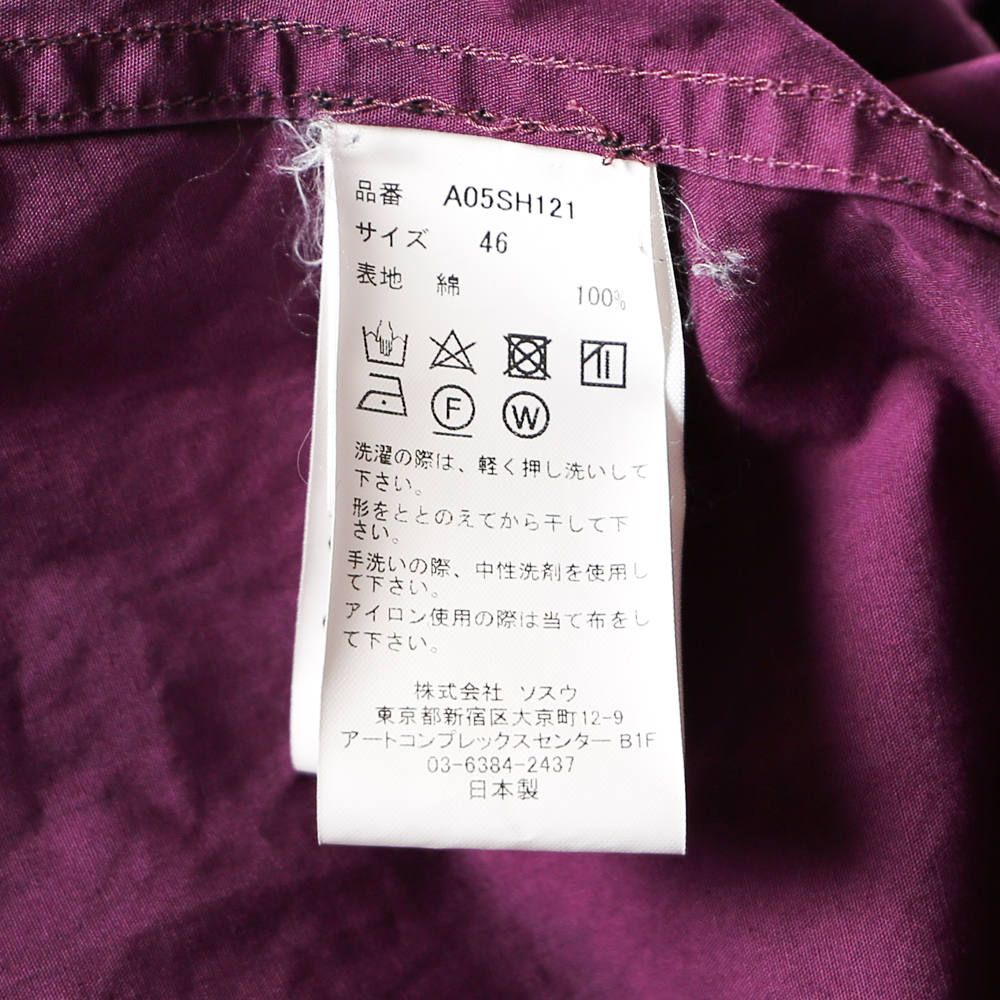 品番 A05SH121
サイズ 46
表地 綿 100%
F W
洗濯の際は、軽く押し洗いして
下さい。
形をととのえてから干して下
さい。
手洗いの際、中性洗剤を使用し
て下さい。
アイロン使用の際は当て布をし
て下さい。
株式会社 ソスウ
東京都新宿区大京町12-9
アートコンプレックスセンター B1F
03-6384-2437
日本製